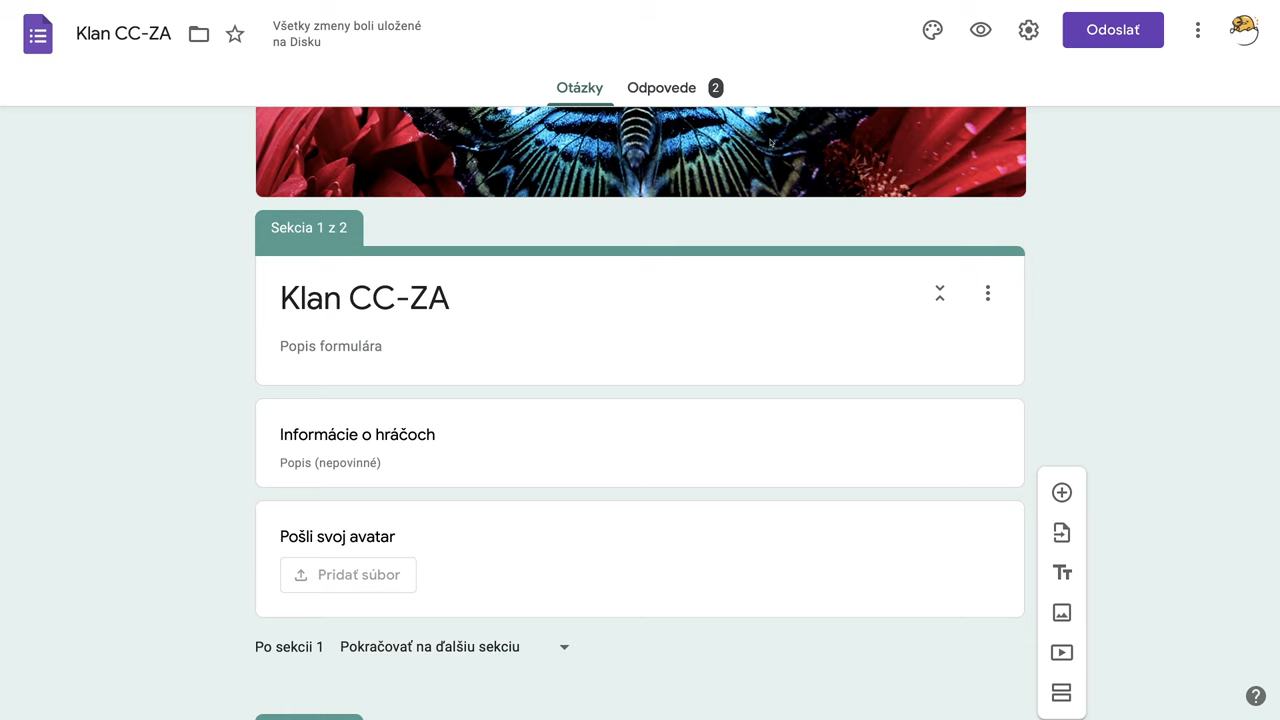 Klan CC-ZA
Všetky zmeny boli uložené
na Disku
Odoslať
Otázky
Odpovede 2
Sekcia 1 z 2
Klan CC-ZA
Popis formulára
Informácie o hráčoch
Popis (nepovinné)
Pošli svoj avatar
Pridať súbor
Po sekcii 1 Pokračovať na ďalšiu sekciu